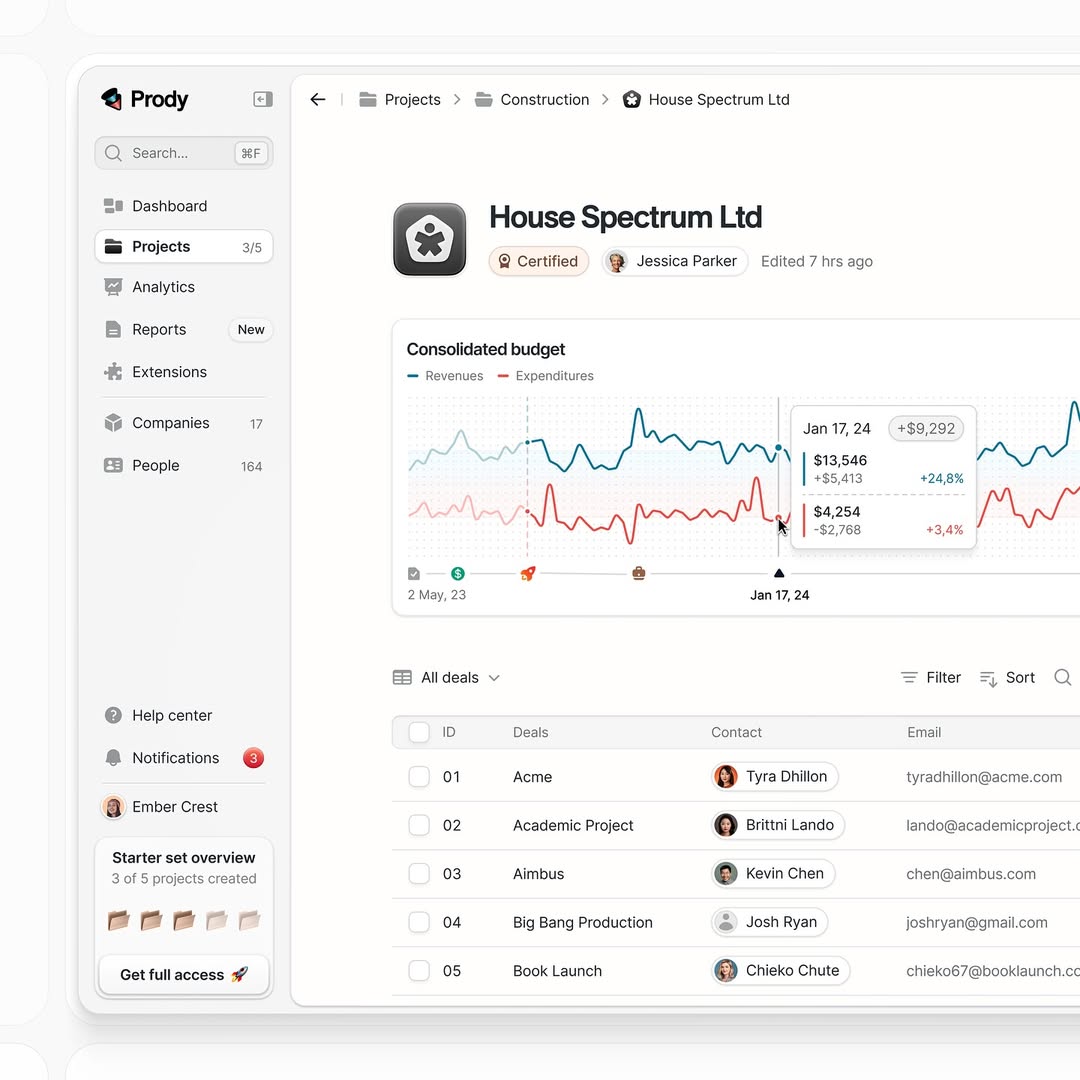 Prody
Search... ⌘F
Dashboard
Projects 3/5
Analytics
Reports New
Extensions
Companies 17
People 164
Help center
Notifications 3
Ember Crest
Starter set overview
3 of 5 projects created
Get full access
Projects Construction House Spectrum Ltd
House Spectrum Ltd
Certified Jessica Parker Edited 7 hrs ago
Consolidated budget
Revenues Expenditures
Jan 17, 24 +$9,292
$13,546
+$5,413 +24,8%
$4,254
-$2,768 +3,4%
$
2 May, 23 Jan 17, 24
All deals Filter Sort
ID Deals Contact Email
01 Acme Tyra Dhillon tyradhillon@acme.com
02 Academic Project Brittni Lando lando@academicproject.
03 Aimbus Kevin Chen chen@aimbus.com
04 Big Bang Production Josh Ryan joshryan@gmail.com
05 Book Launch Chieko Chute chieko67@booklaunch.co